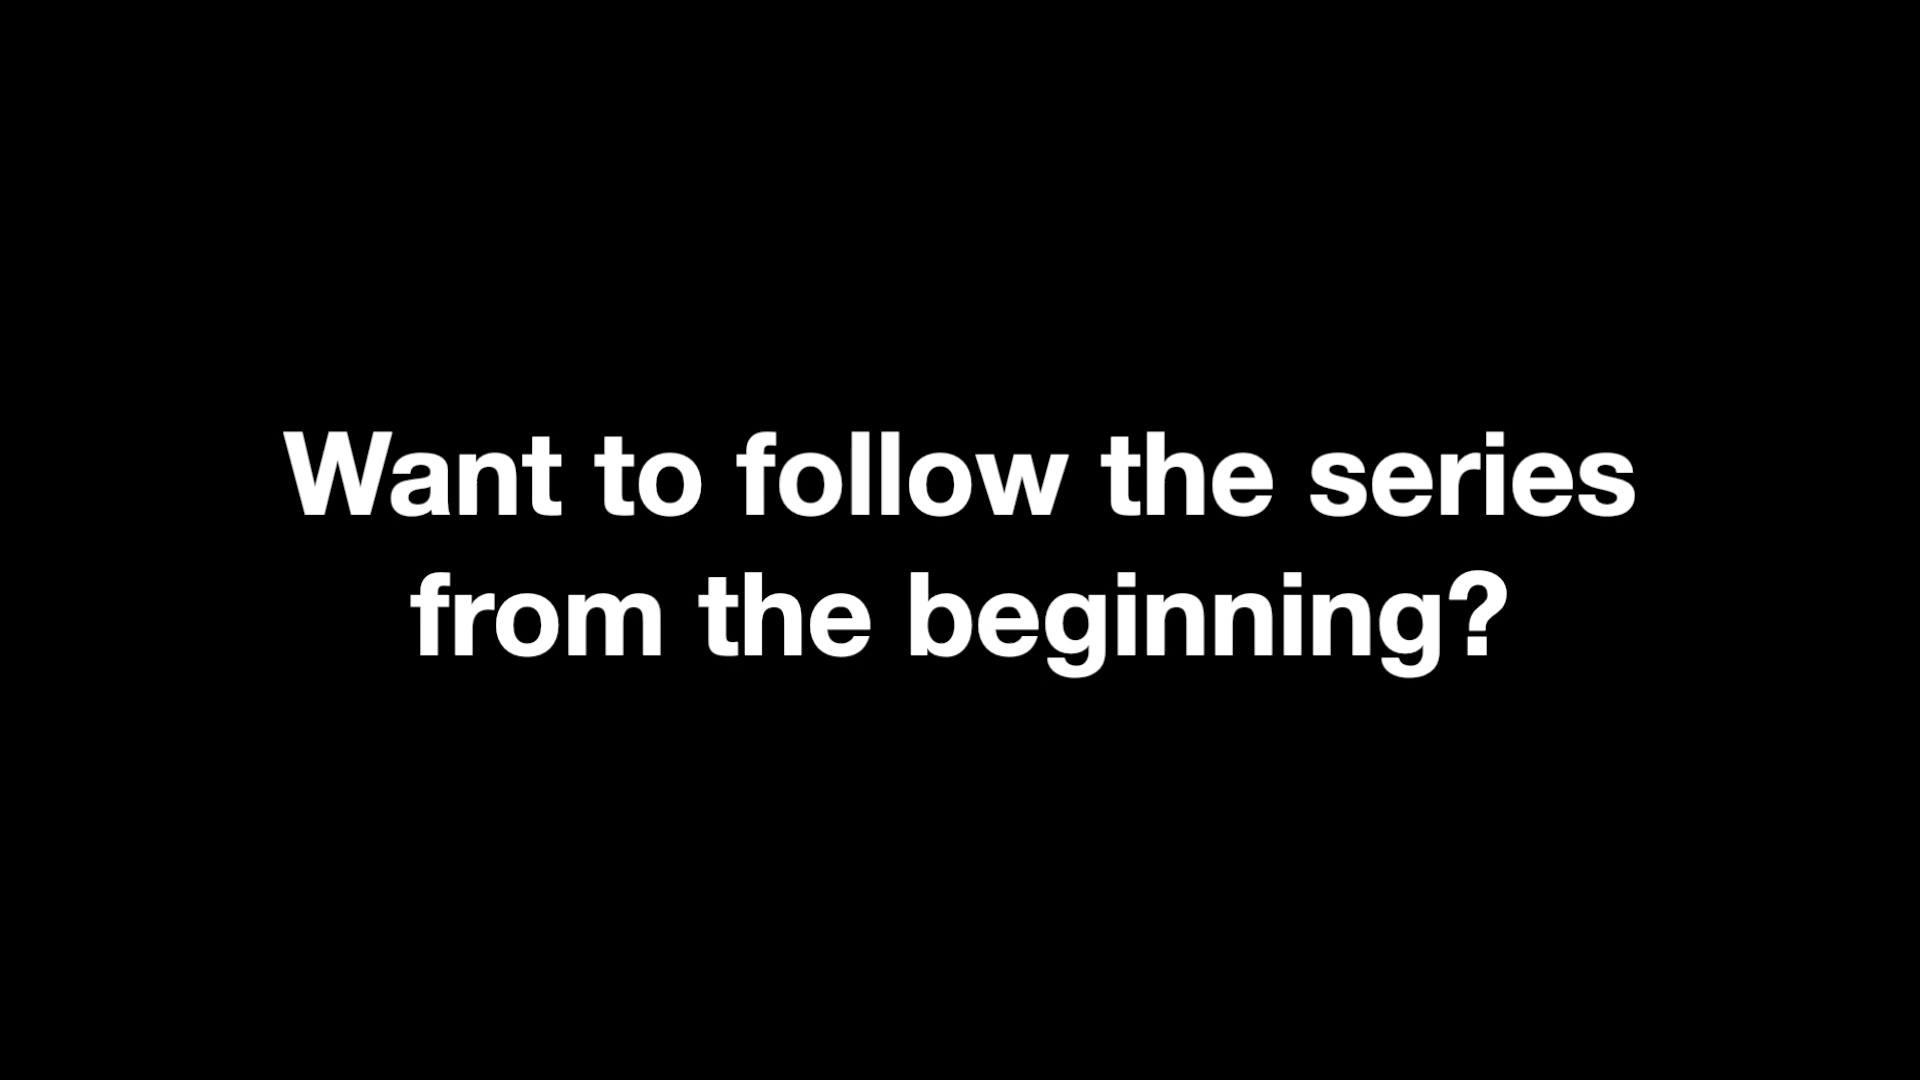 Want to follow the series
from the beginning?